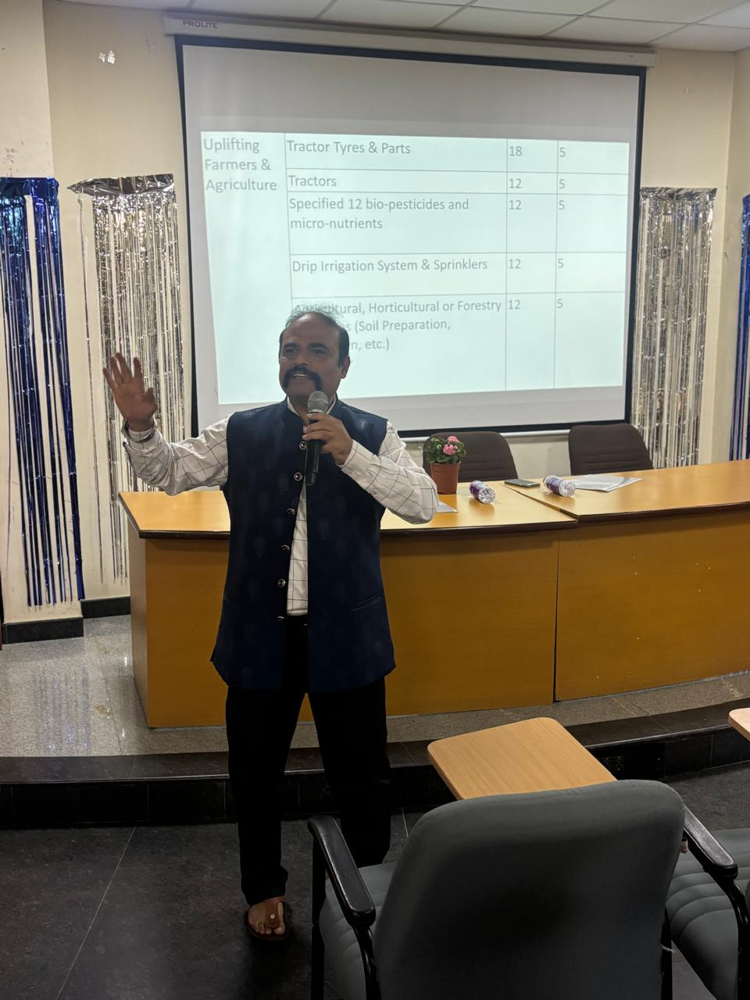 PROLITE
Uplifting
Farmers &
Agriculture
Tractor Tyres & Parts
18
5
Tractors
12
5
Specified 12 bio-pesticides and
micro-nutrients
12
5
Drip Irrigation System & Sprinklers
12
5
Agricultural, Horticultural or Forestry
(Soil Preparation,
etc.)
12
5